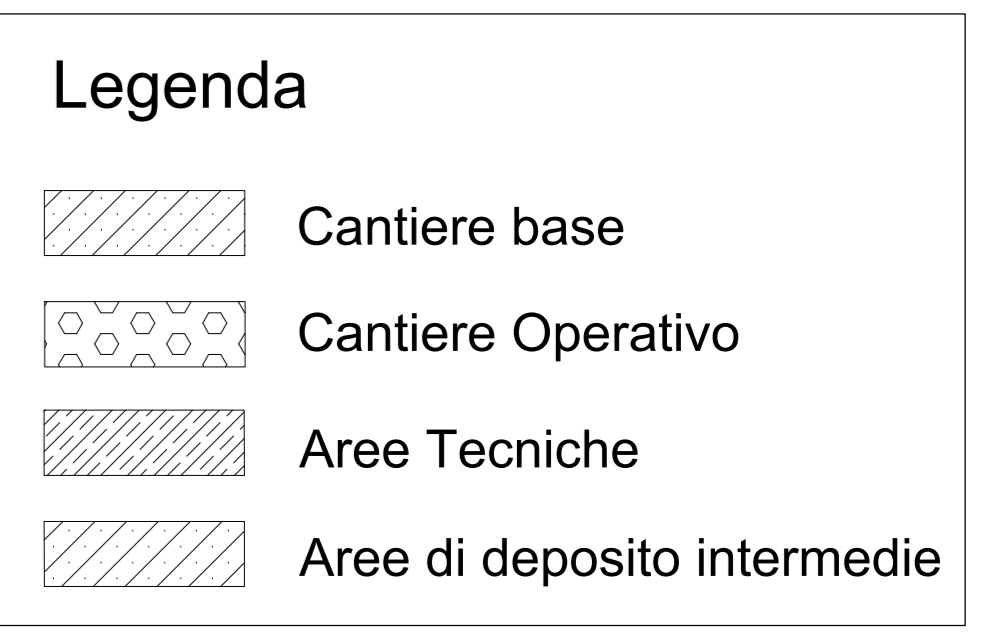 Legenda
Cantiere base
Cantiere Operativo
Aree Tecniche
Aree di deposito intermedie